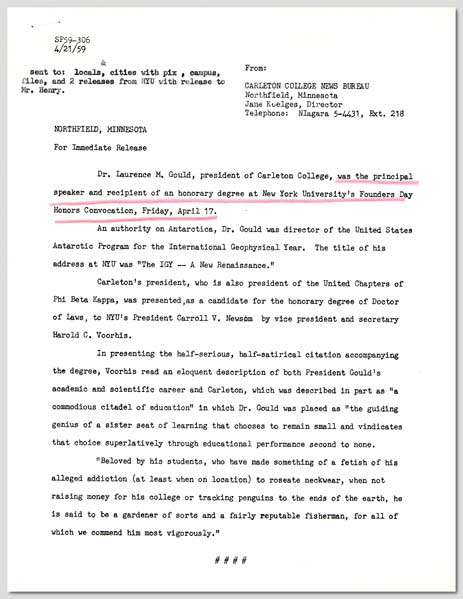 SP59-306
4/21/59
&
sent to: locals, cities with pix , campus,
files, and 2 releases from NYU with release to
Mr. Henry.
From:
CARLETON COLLEGE NEWS BUREAU
Northfield, Minnesota
Jane Kuelges, Director
Telephone: NIagara 5-4431, Ext. 218
NORTHFIELD, MINNESOTA
For Immediate Release
Dr. Laurence M. Gould, president of Carleton College, was the principal
speaker and recipient of an honorary degree at New York University's Founders Day
Honors Convocation, Friday, April 17.
An authority on Antarctica, Dr. Gould was director of the United States
Antarctic Program for the International Geophysical Year. The title of his
address at NYU was "The IGY -- A New Renaissance."
Carleton's president, who is also president of the United Chapters of
Phi Beta Kappa, was presented,as a candidate for the honorary degree of Doctor
of Laws, to NYU's President Carroll V. Newsom by vice president and secretary
Harold C. Voorhis.
In presenting the half-serious, half-satirical citation accompanying
the degree, Voorhis read an eloquent description of both President Gould's
academic and scientific career and Carleton, which was described in part as "a
commodious citadel of education" in which Dr. Gould was placed as "the guiding
genius of a sister seat of learning that chooses to remain small and vindicates
that choice superlatively through educational performance second to none.
"Beloved by his students, who have made something of a fetish of his
alleged addiction (at least when on location) to roseate neckwear, when not
raising money for his college or tracking penguins to the ends of the earth, he
is said to be a gardener of sorts and a fairly reputable fisherman, for all of
which we commend him most vigorously."
# # # #